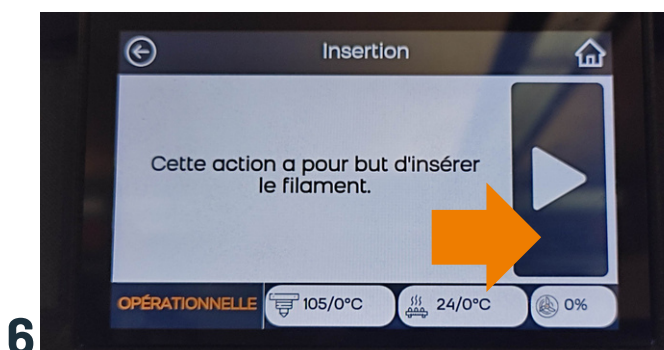 Insertion
Cette action a pour but d'insérer
le filament.
OPÉRATIONNELLE 105/0°C 24/0°C 0%
6